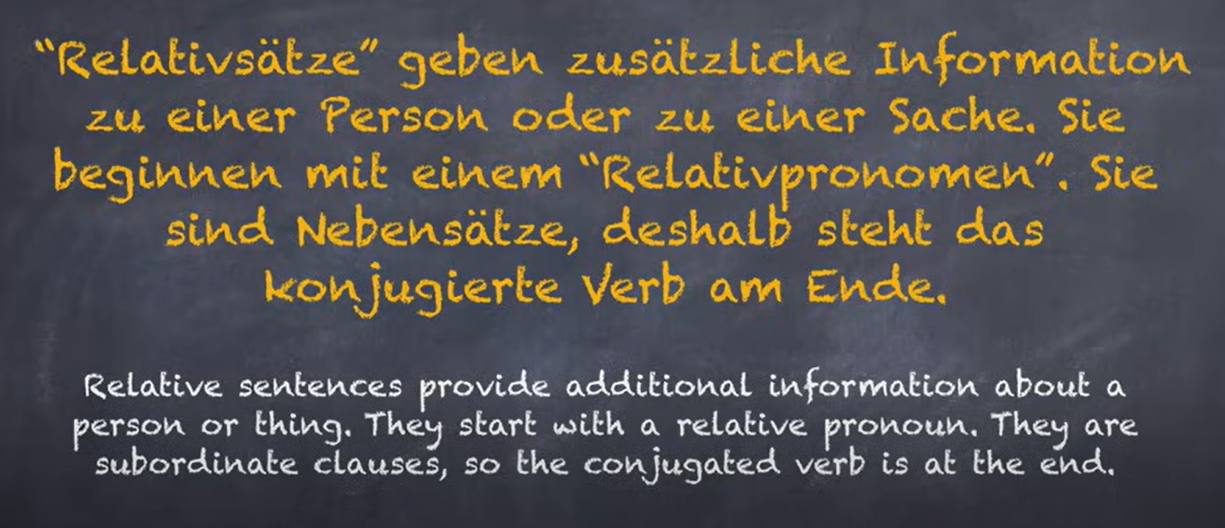 “Relativsätze” geben zusätzliche Information
zu einer Person oder zu einer Sache. Sie
beginnen mit einem “Relativpronomen”. Sie
sind Nebensätze, deshalb steht das
konjugierte Verb am Ende.
Relative sentences provide additional information about a
person or thing. They start with a relative pronoun. They are
subordinate clauses, so the conjugated verb is at the end.